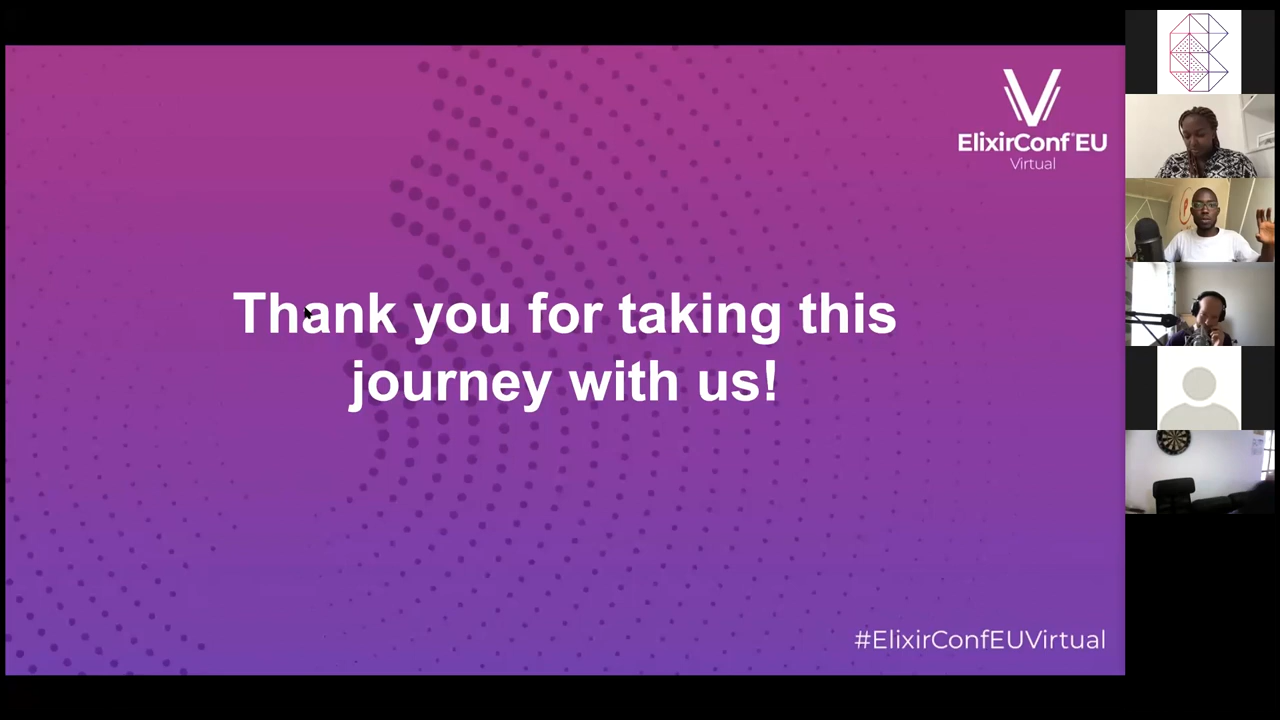 ElixirConf®EU
Virtual
Thank you for taking this
journey with us!
#ElixirConfEUVirtual